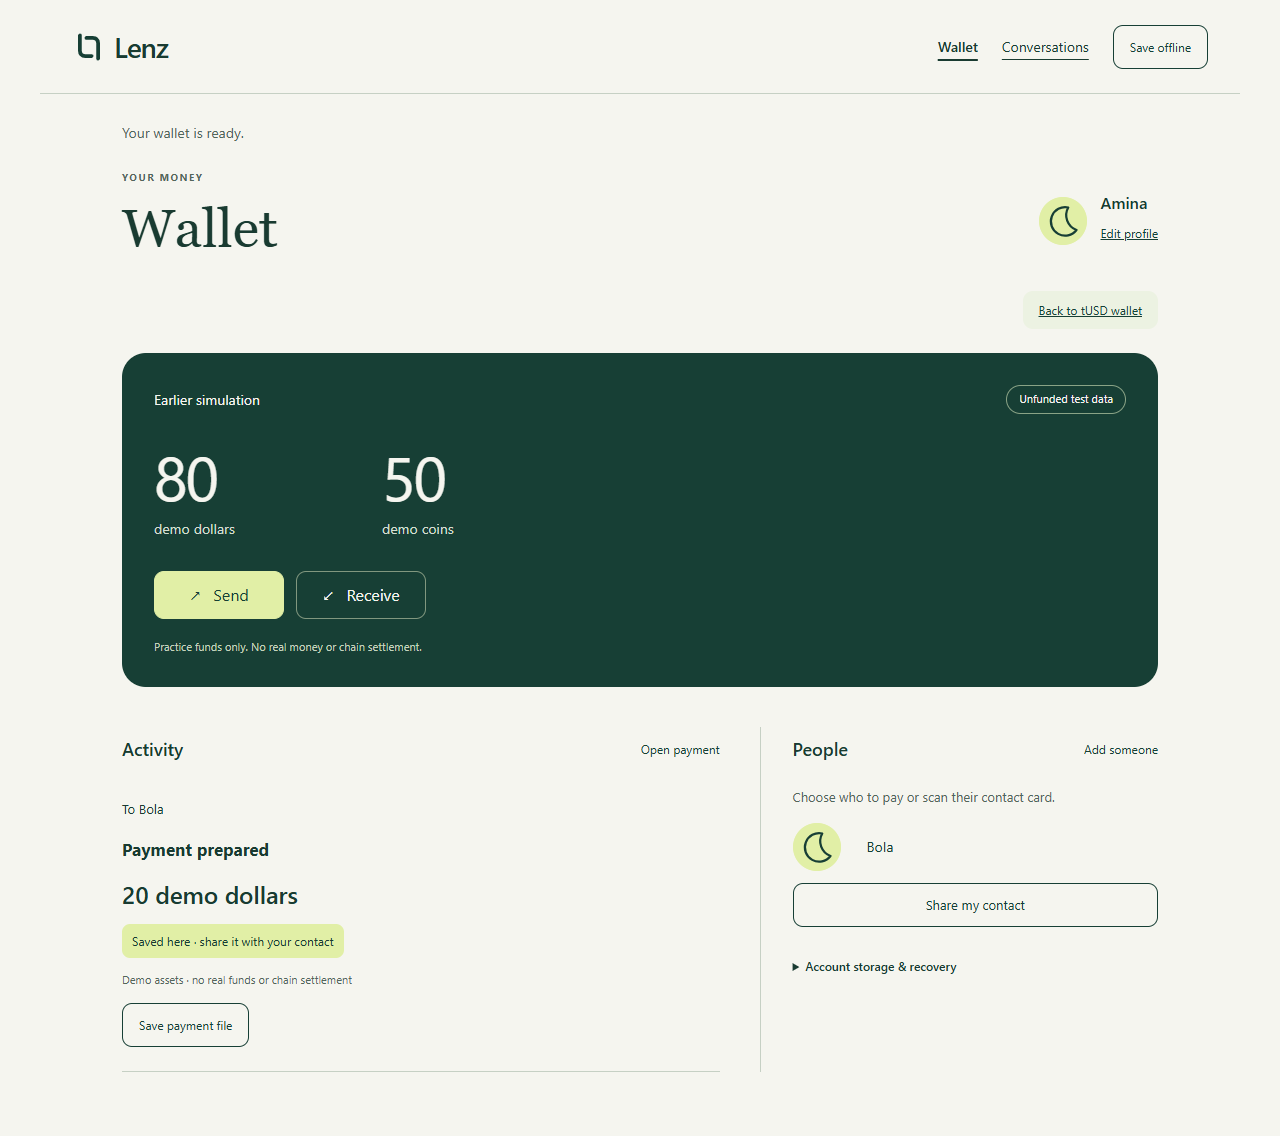 Lenz
Wallet
Conversations
Save offline
Your wallet is ready.
YOUR MONEY
Wallet
Amina
Edit profile
Back to tUSD wallet
Earlier simulation
Unfunded test data
80
demo dollars
50
demo coins
↗ Send
↙ Receive
Practice funds only. No real money or chain settlement.
Activity
Open payment
To Bola
Payment prepared
20 demo dollars
Saved here · share it with your contact
Demo assets · no real funds or chain settlement
Save payment file
People
Add someone
Choose who to pay or scan their contact card.
Bola
Share my contact
Account storage & recovery